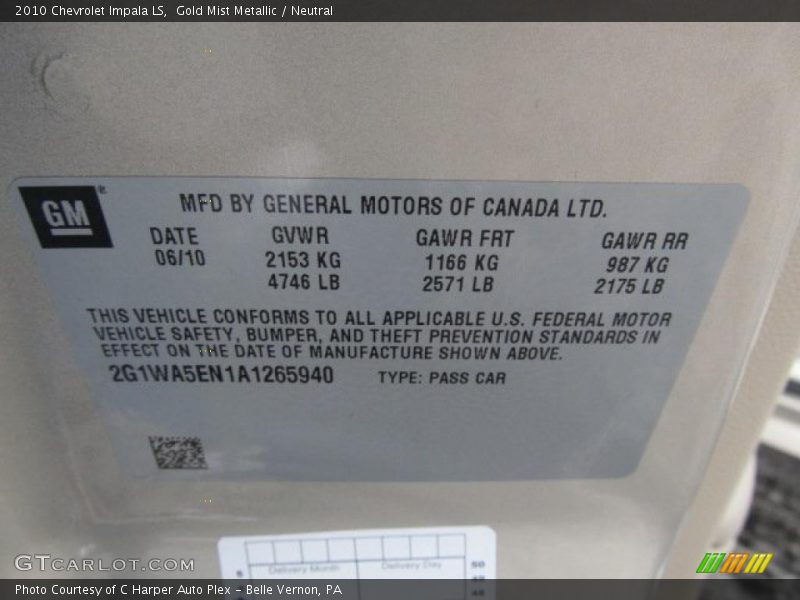 2010 Chevrolet Impala LS,  Gold Mist Metallic / Neutral
GM
MFD BY GENERAL MOTORS OF CANADA LTD.
DATE GVWR GAWR FRT GAWR RR
06/10 2153 KG 1166 KG 987 KG
4746 LB 2571 LB 2175 LB
THIS VEHICLE CONFORMS TO ALL APPLICABLE U.S. FEDERAL MOTOR
VEHICLE SAFETY, BUMPER, AND THEFT PREVENTION STANDARDS IN
EFFECT ON THE DATE OF MANUFACTURE SHOWN ABOVE.
2G1WA5EN1A1265940 TYPE: PASS CAR
Delivery Month Delivery Day 50
GTCARLOT.COM
Photo Courtesy of C Harper Auto Plex - Belle Vernon, PA